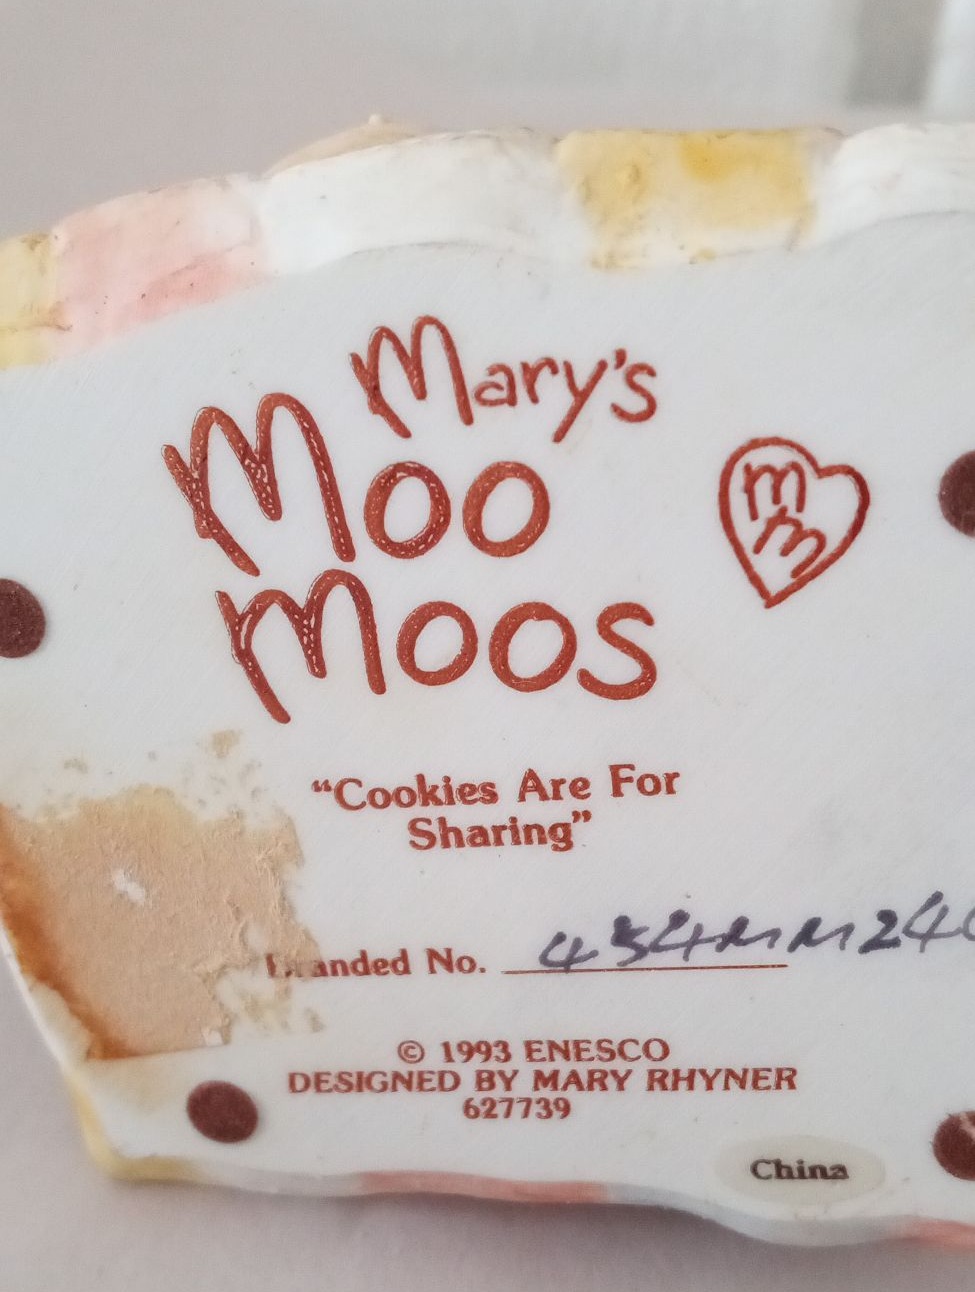 Mary's
Moo
Moos
m
m
“Cookies Are For
Sharing”
Branded No.
© 1993 ENESCO
DESIGNED BY MARY RHYNER
627739
China